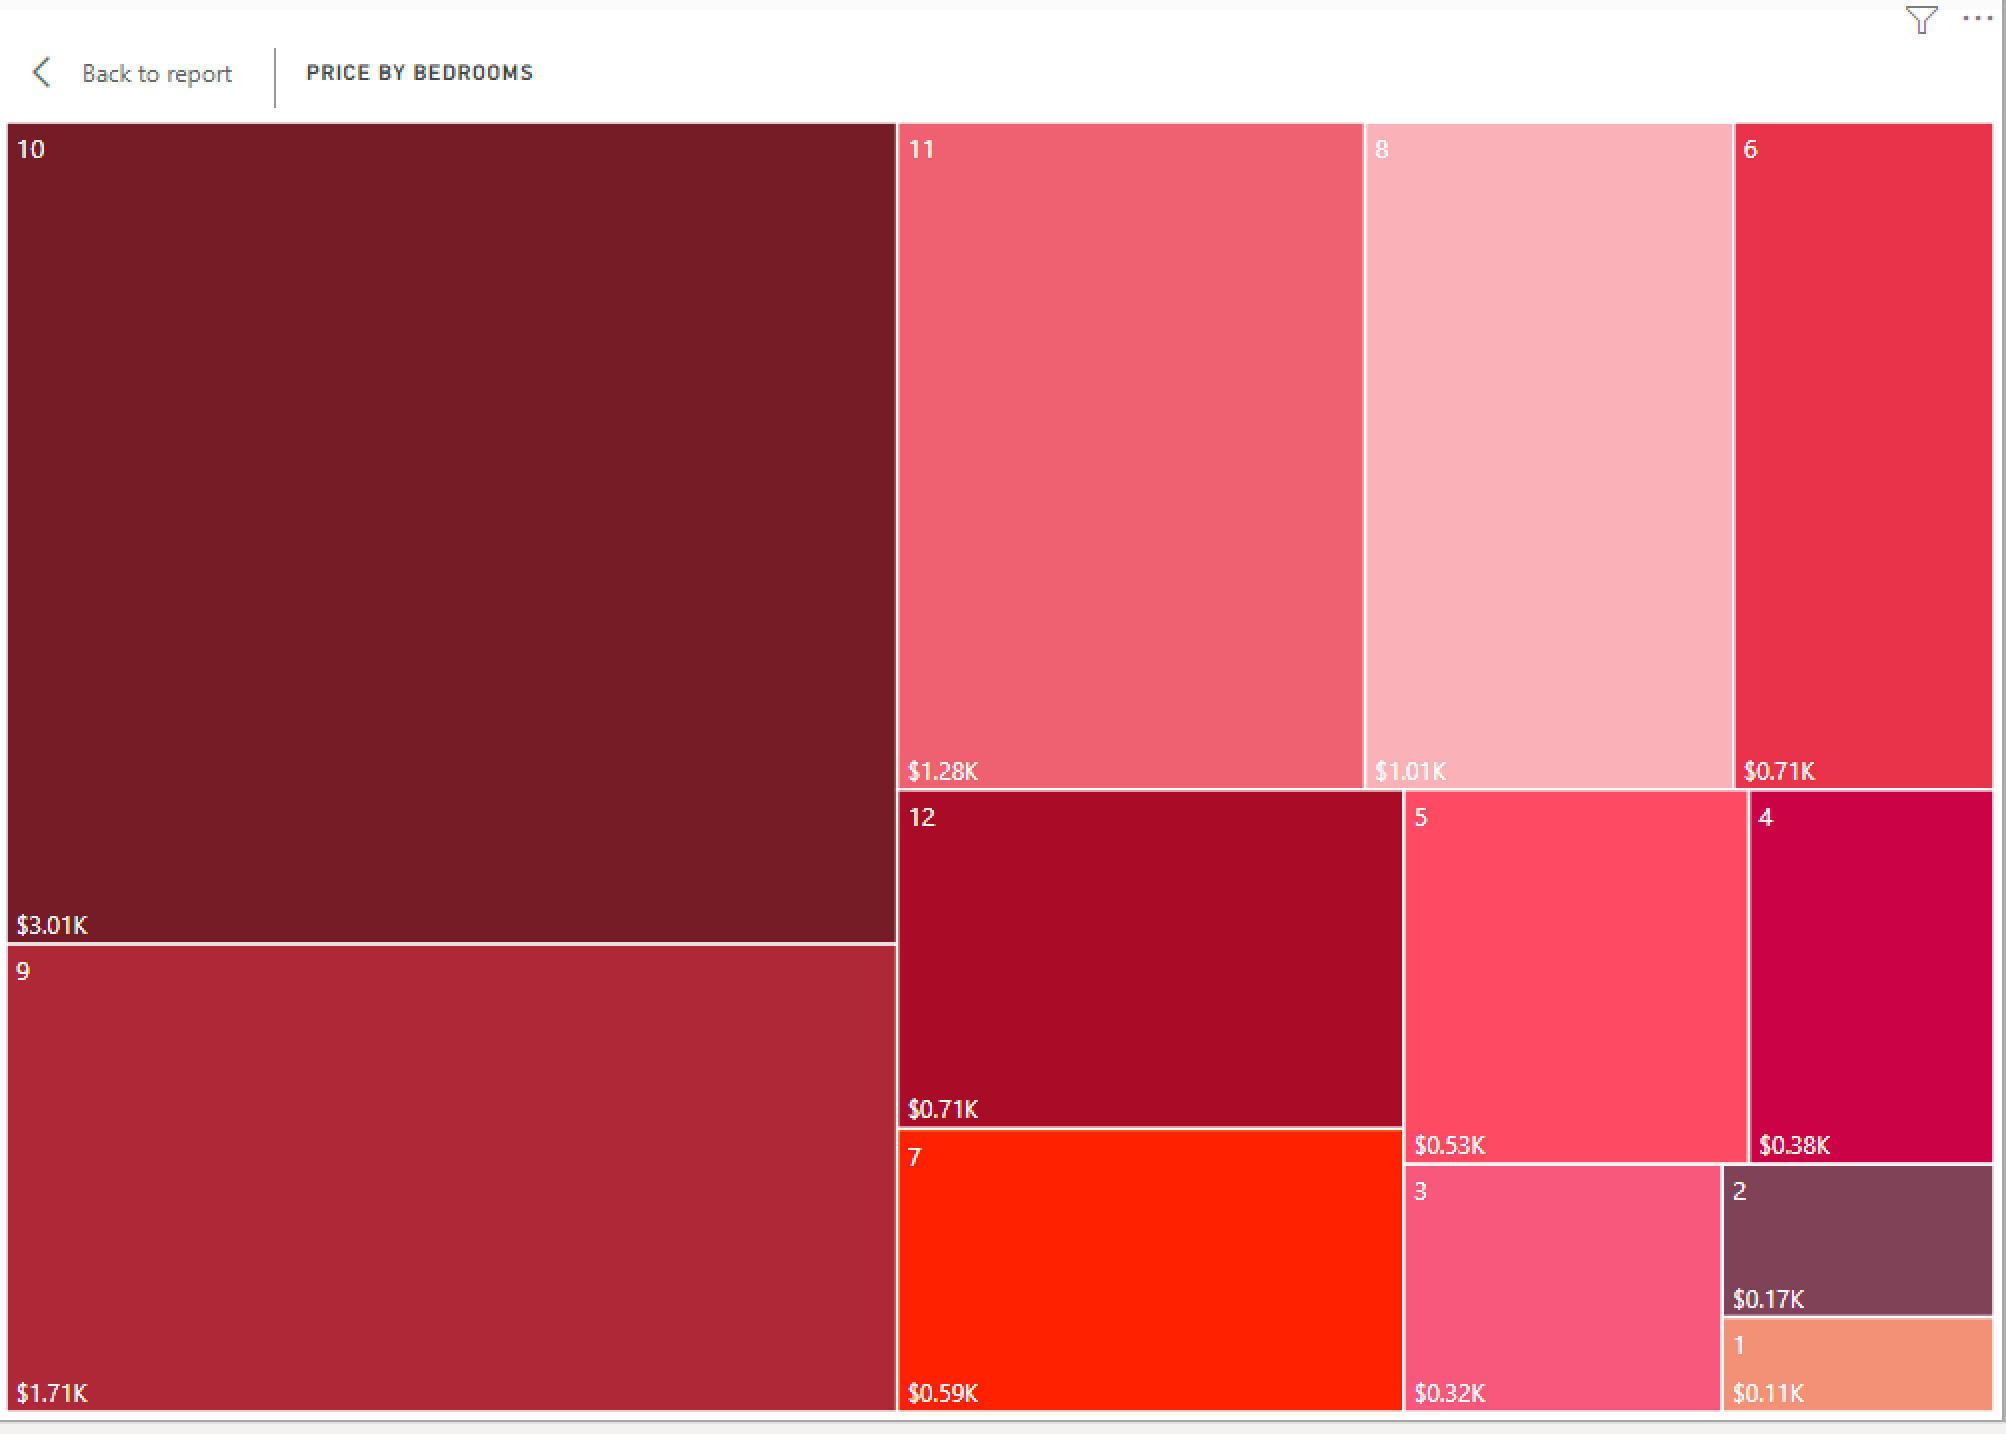 Back to report
PRICE BY BEDROOMS
10
$3.01K
9
$1.71K
11
$1.28K
8
$1.01K
6
$0.71K
12
$0.71K
7
$0.59K
5
$0.53K
4
$0.38K
3
$0.32K
2
$0.17K
1
$0.11K